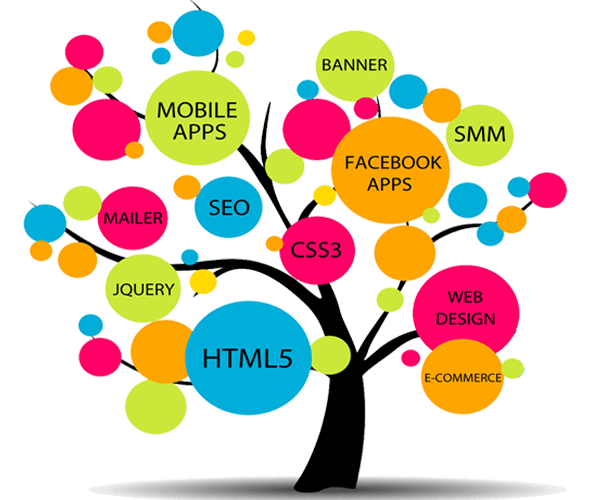 BANNER
MOBILE
APPS
SMM
FACEBOOK
APPS
MAILER
SEO
CSS3
JQUERY
WEB
DESIGN
HTML5
E-COMMERCE